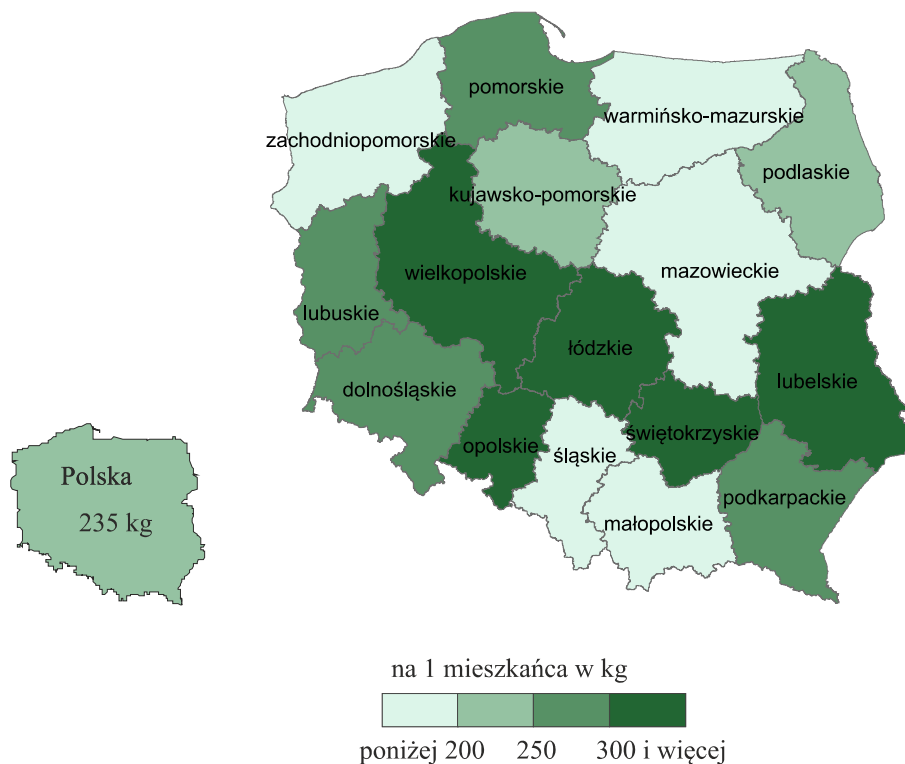 pomorskie
warmińsko-mazurskie
zachodniopomorskie
podlaskie
kujawsko-pomorskie
wielkopolskie
mazowieckie
lubuskie
łódzkie
dolnośląskie
lubelskie
opolskie
świętokrzyskie
śląskie
Polska
podkarpackie
235 kg
małopolskie
na 1 mieszkańca w kg
poniżej 200 250 300 i więcej